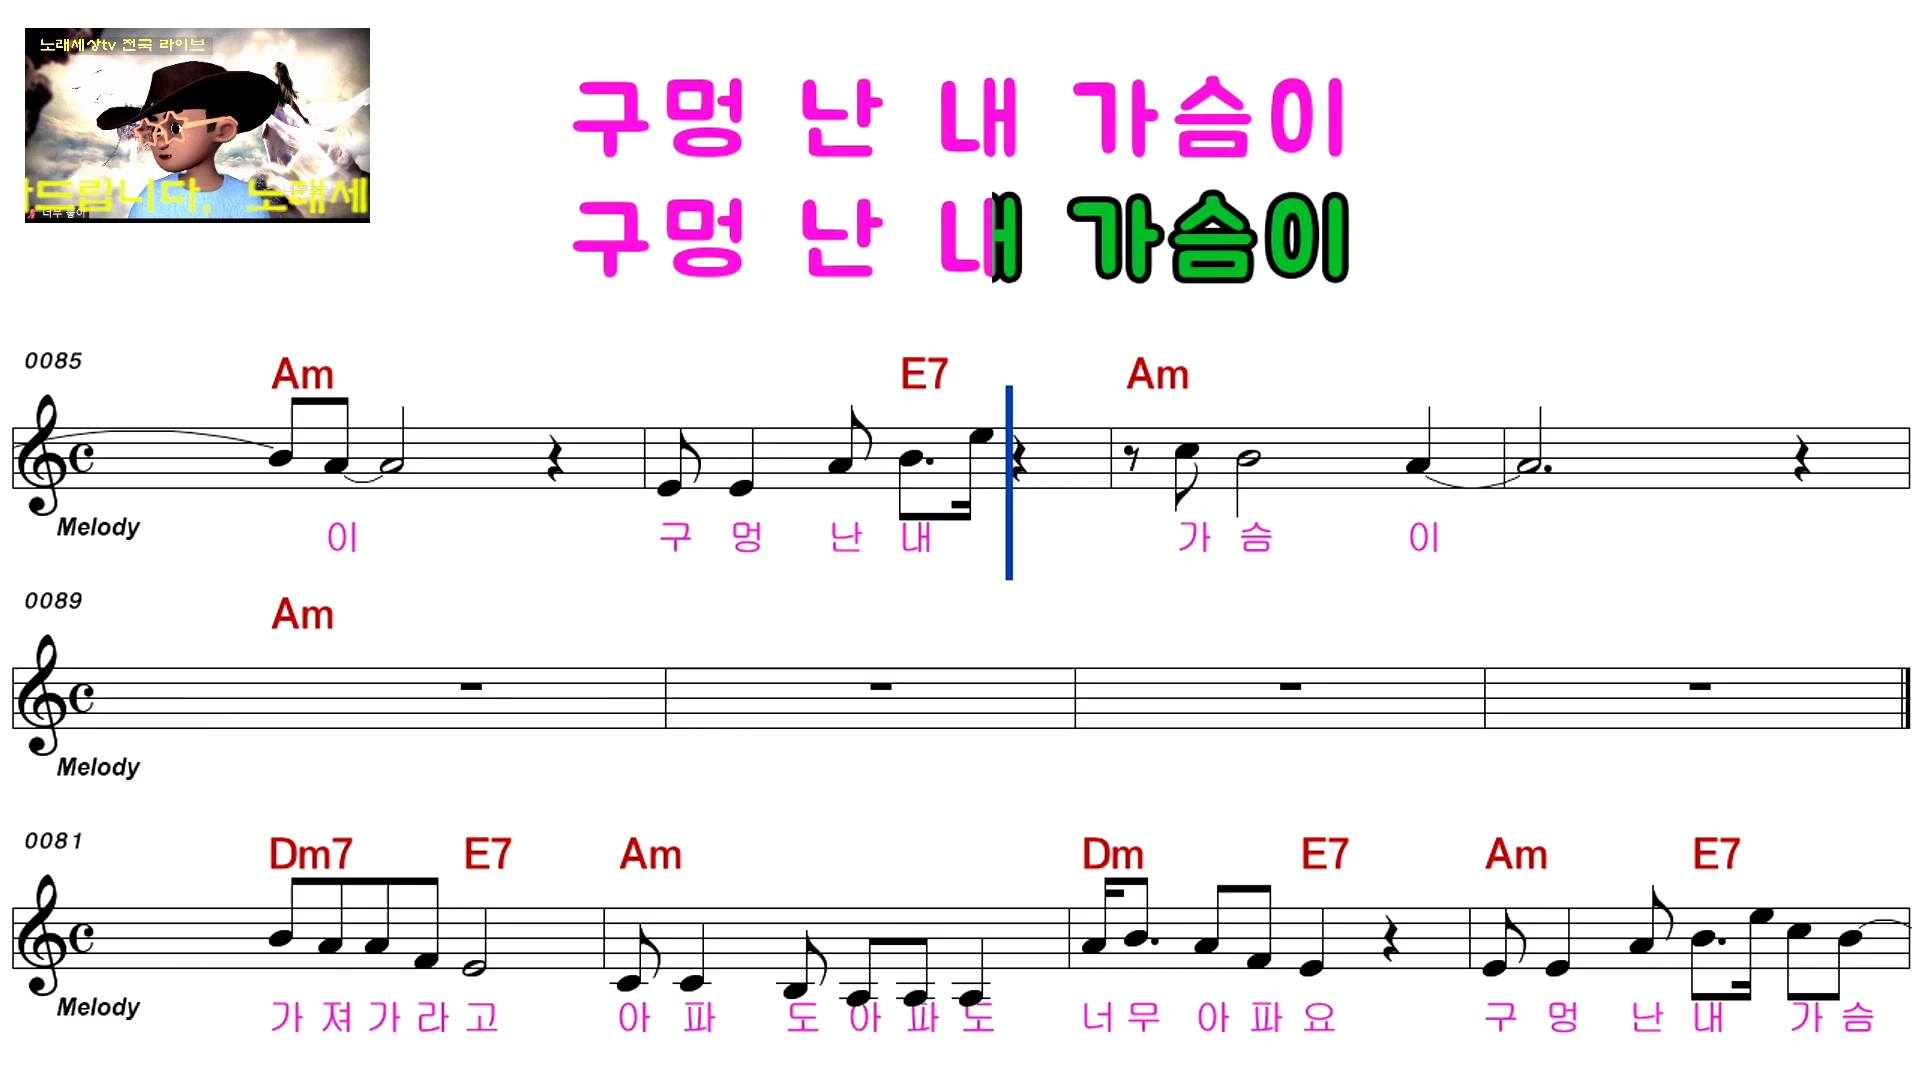 노래세상tv 전국 라이브
드립니다, 노래세
너무 좋아
구멍 난 내 가슴이
구멍 난 내 가슴이
0085
Am E7 Am
Melody
이 구 멍 난 내 가 슴 이
0089
Am
Melody
0081
Dm7 E7 Am Dm E7 Am E7
Melody
가 져 가 라 고 아 파 도 아 파 도 너 무 아 파 요 구 멍 난 내 가 슴